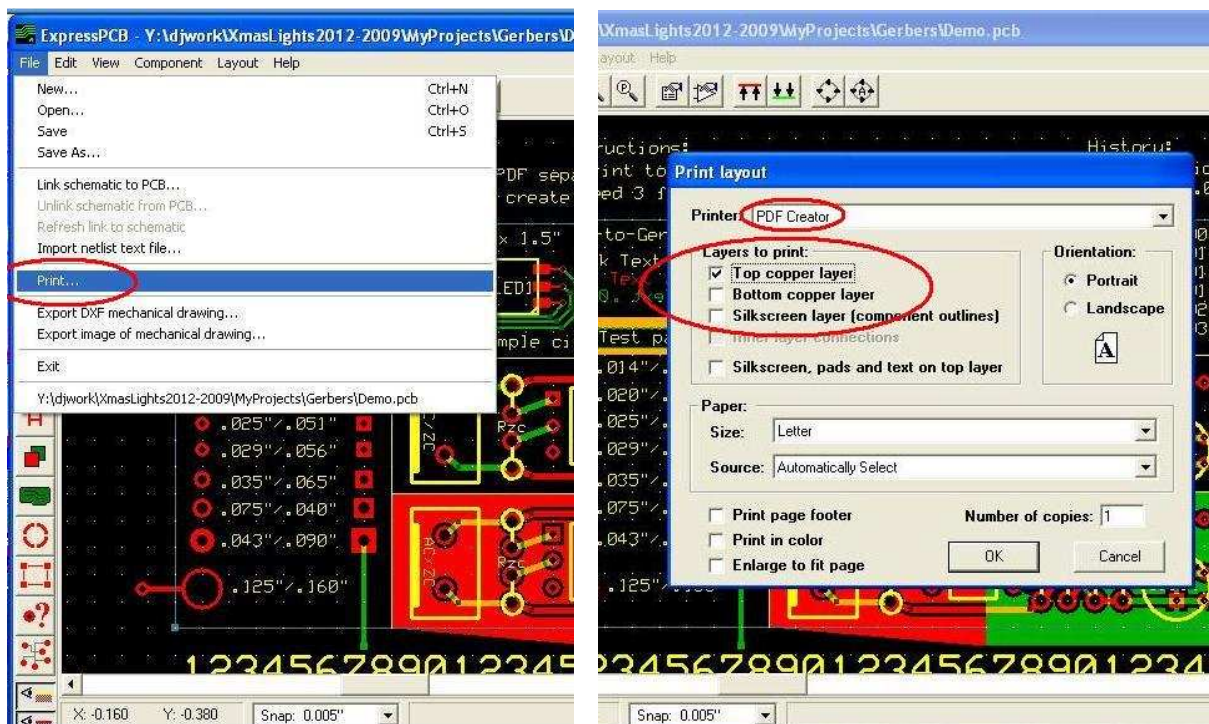 ExpressPCB - Y:\djwork\XmasLights2012-2009\MyProjects\Gerbers\D
File Edit View Component Layout Help
New... Ctrl+N
Open... Ctrl+O
Save Ctrl+S
Save As...
Link schematic to PCB...
Unlink schematic from PCB...
Refresh link to schematic
Import netlist text file...
Print...
Export DXF mechanical drawing...
Export image of mechanical drawing...
Exit
Y:\djwork\XmasLights2012-2009\MyProjects\Gerbers\Demo.pcb
PDF sepa
create
x 1.5"
LED1
mple ci
.025"/.051"
.029"/.056"
.035"/.065"
.075"/.040"
.043"/.090"
.125"/.160"
AC/ZC
Rzc
AC/ZC
Rzc
123456789012345
X: -0.160 Y: -0.380 Snap: 0.005"
\XmasLights2012-2009\MyProjects\Gerbers\Demo.pcb
ayout Help
uctions: History:
int to
ed 3 f
-to-Ger
k Text
Test pa
.014"/.
.020"/.
.025"/.
.029"/.
.035"/.
.075"/.
.043"/.
.125"/
Print layout
Printer: PDF Creator
Layers to print:
Top copper layer
Bottom copper layer
Silkscreen layer (component outlines)
Inner layer connections
Silkscreen, pads and text on top layer
Orientation:
Portrait
Landscape
A
Paper:
Size: Letter
Source: Automatically Select
Print page footer
Print in color
Enlarge to fit page
Number of copies: 1
OK Cancel
23456789012345678901234
Snap: 0.005"